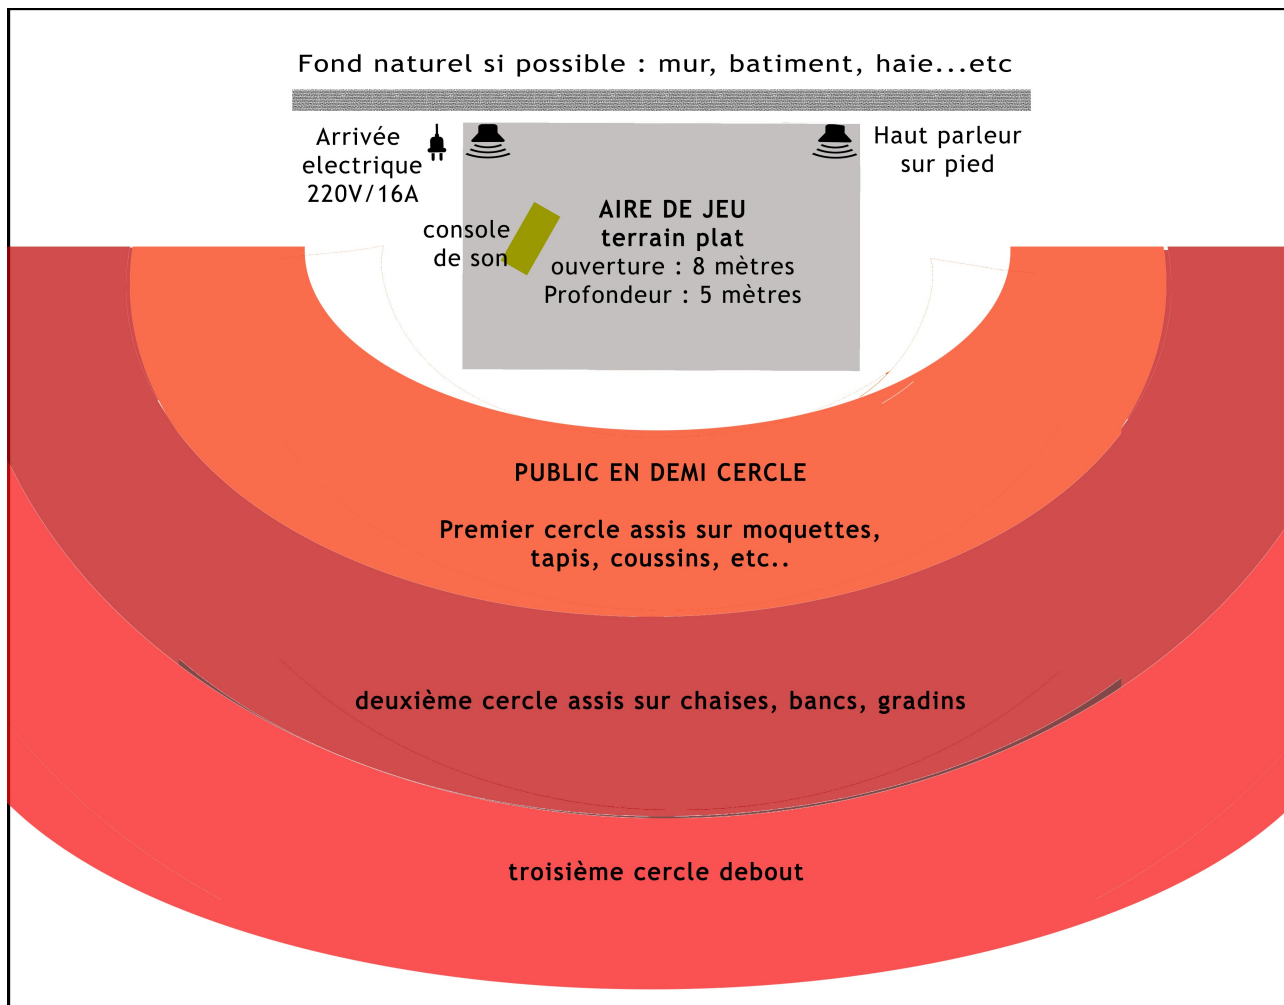 Fond naturel si possible : mur, batiment, haie...etc
Arrivée
electrique
220V/16A
Haut parleur
sur pied
console
de son
AIRE DE JEU
terrain plat
ouverture : 8 mètres
Profondeur : 5 mètres
PUBLIC EN DEMI CERCLE
Premier cercle assis sur moquettes,
tapis, coussins, etc..
deuxième cercle assis sur chaises, bancs, gradins
troisième cercle debout